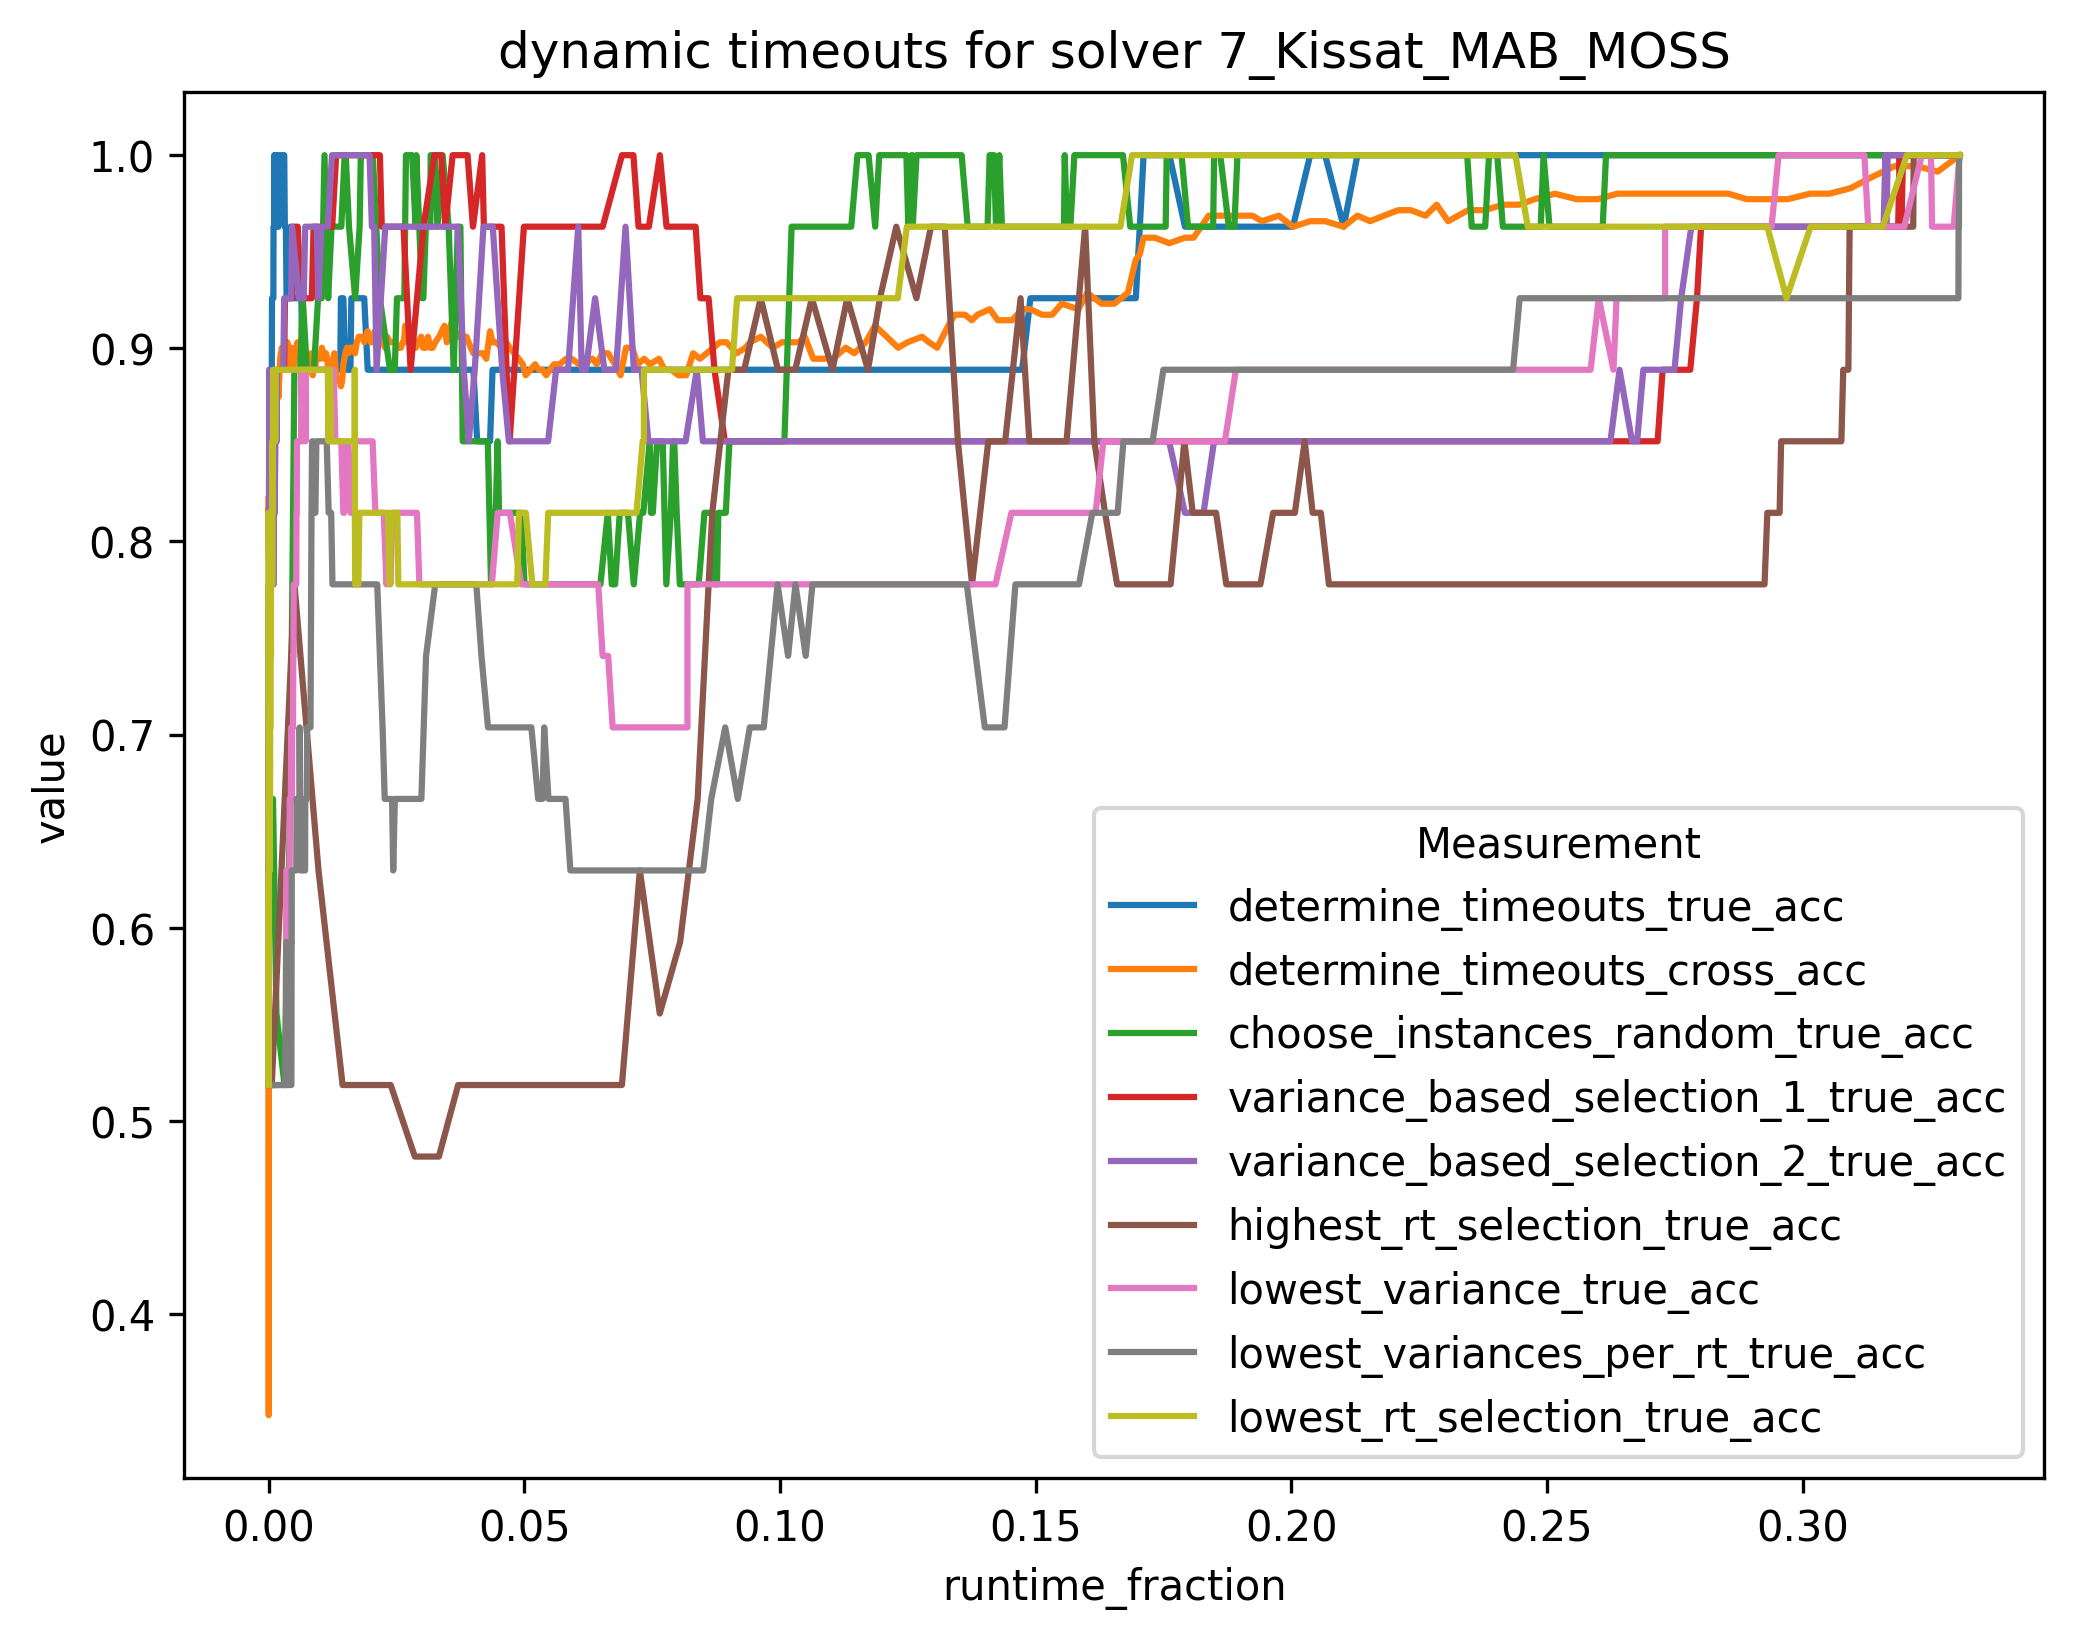 dynamic timeouts for solver 7_Kissat_MAB_MOSS
1.0
0.9
0.8
0.7
0.6
0.5
0.4
value
0.00 0.05 0.10 0.15 0.20 0.25 0.30
runtime_fraction
Measurement
determine_timeouts_true_acc
determine_timeouts_cross_acc
choose_instances_random_true_acc
variance_based_selection_1_true_acc
variance_based_selection_2_true_acc
highest_rt_selection_true_acc
lowest_variance_true_acc
lowest_variances_per_rt_true_acc
lowest_rt_selection_true_acc